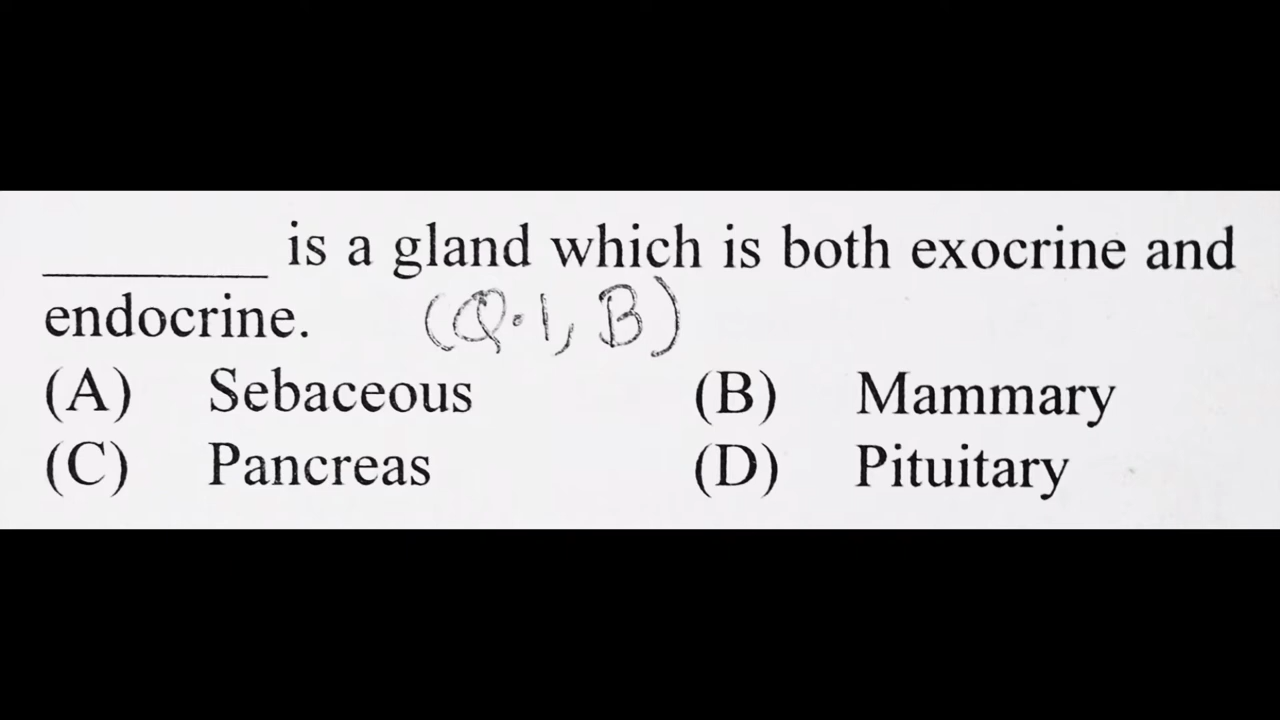 ________ is a gland which is both exocrine and
endocrine. (Q.1, B)
(A) Sebaceous (B) Mammary
(C) Pancreas (D) Pituitary